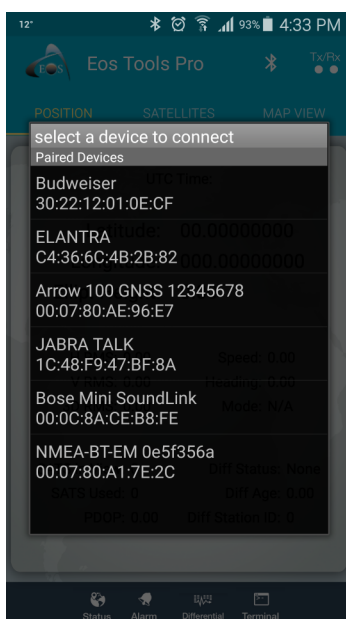 12°
93%
4:33 PM
EOS
Eos Tools Pro
Tx/Rx
POSITION SATELLITES MAP VIEW
select a device to connect
Paired Devices
UTC Time:
Budweiser
30:22:12:01:0E:CF
ELANTRA
00.00000000
C4:36:6C:4B:2B:82
000.00000000
Arrow 100 GNSS 12345678
00:07:80:AE:96:E7
JABRA TALK
Speed: 0.00
1C:48:F9:47:BF:8A
Heading: 0.00
Bose Mini SoundLink
Mode: N/A
00:0C:8A:CE:B8:FE
NMEA-BT-EM 0e5f356a
Diff Status: None
00:07:80:A1:7E:2C
SATS Used: 0 Diff Age: 0.00
PDOP: 0.00 Diff Station ID: 0
Status Alarm Differential Terminal